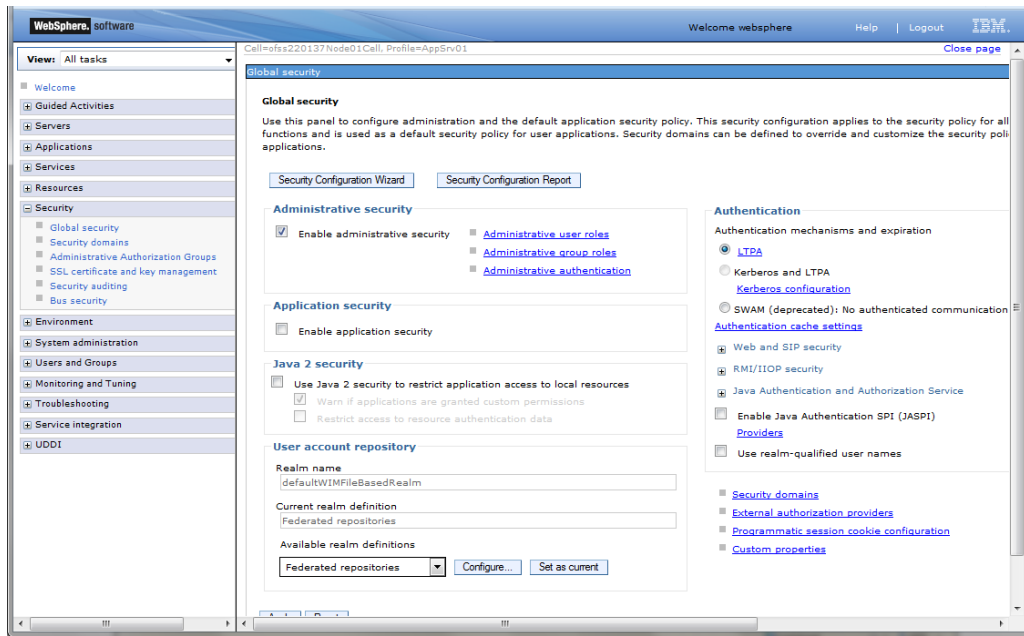 WebSphere. software
Welcome websphere
Help | Logout
IBM.
View: All tasks
Welcome
Guided Activities
Servers
Applications
Services
Resources
Security
Global security
Security domains
Administrative Authorization Groups
SSL certificate and key management
Security auditing
Bus security
Environment
System administration
Users and Groups
Monitoring and Tuning
Troubleshooting
Service integration
UDDI
Cell=ofss220137Node01Cell, Profile=AppSrv01
Close page
Global security
Global security
Use this panel to configure administration and the default application security policy. This security configuration applies to the security policy for all
functions and is used as a default security policy for user applications. Security domains can be defined to override and customize the security poli
applications.
Security Configuration Wizard
Security Configuration Report
Administrative security
Enable administrative security
Administrative user roles
Administrative group roles
Administrative authentication
Application security
Enable application security
Java 2 security
Use Java 2 security to restrict application access to local resources
Warn if applications are granted custom permissions
Restrict access to resource authentication data
User account repository
Realm name
defaultWIMFileBasedRealm
Current realm definition
Federated repositories
Available realm definitions
Federated repositories
Configure...
Set as current
Authentication
Authentication mechanisms and expiration
LTPA
Kerberos and LTPA
Kerberos configuration
SWAM (deprecated): No authenticated communication
Authentication cache settings
Web and SIP security
RMI/IIOP security
Java Authentication and Authorization Service
Enable Java Authentication SPI (JASPI)
Providers
Use realm-qualified user names
Security domains
External authorization providers
Programmatic session cookie configuration
Custom properties